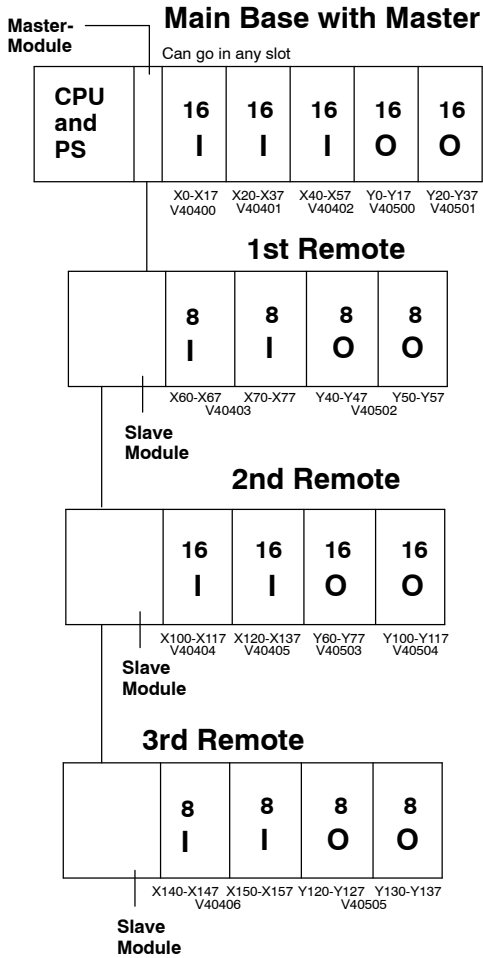 Main Base with Master
Master-
Module
Can go in any slot
CPU
and
PS
16 16 16 16 16
I I I O O
X0-X17 X20-X37 X40-X57 Y0-Y17 Y20-Y37
V40400 V40401 V40402 V40500 V40501
1st Remote
8 8 8 8
I I O O
X60-X67 X70-X77 Y40-Y47 Y50-Y57
V40403 V40502
Slave
Module
2nd Remote
16 16 16 16
I I O O
X100-X117 X120-X137 Y60-Y77 Y100-Y117
V40404 V40405 V40503 V40504
Slave
Module
3rd Remote
8 8 8 8
I I O O
X140-X147 X150-X157 Y120-Y127 Y130-Y137
V40406 V40505
Slave
Module